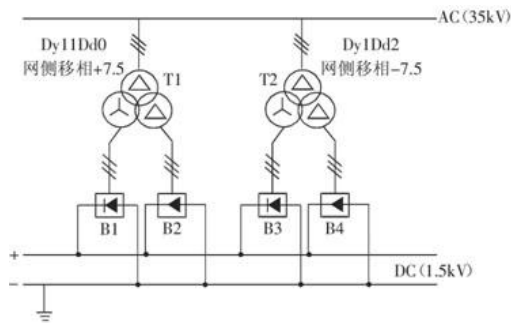 AC(35kV)
Dy11Dd0
网侧移相+7.5
T1
Dy1Dd2
网侧移相-7.5
T2
B1
B2
B3
B4
+
DC(1.5kV)
-